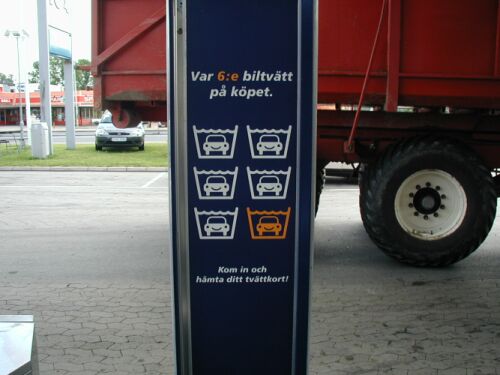 Var 6:e biltvätt
på köpet.
Kom in och
hämta ditt tvättkort!